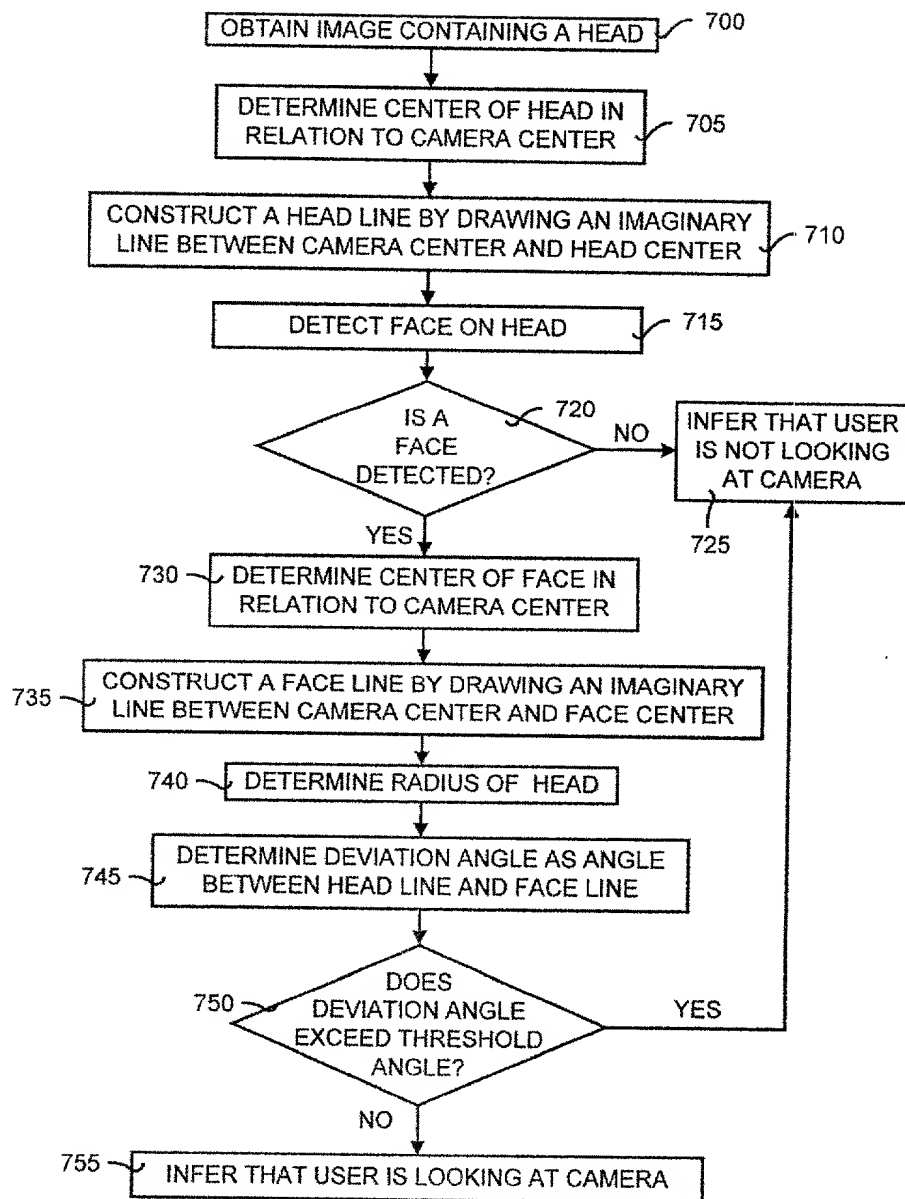 OBTAIN IMAGE CONTAINING A HEAD
700
DETERMINE CENTER OF HEAD IN
RELATION TO CAMERA CENTER
705
CONSTRUCT A HEAD LINE BY DRAWING AN IMAGINARY
LINE BETWEEN CAMERA CENTER AND HEAD CENTER
710
DETECT FACE ON HEAD
715
IS A
FACE
DETECTED?
720
NO
INFER THAT USER
IS NOT LOOKING
AT CAMERA
725
YES
730
DETERMINE CENTER OF FACE IN
RELATION TO CAMERA CENTER
735
CONSTRUCT A FACE LINE BY DRAWING AN IMAGINARY
LINE BETWEEN CAMERA CENTER AND FACE CENTER
740
DETERMINE RADIUS OF HEAD
745
DETERMINE DEVIATION ANGLE AS ANGLE
BETWEEN HEAD LINE AND FACE LINE
750
DOES
DEVIATION ANGLE
EXCEED THRESHOLD
ANGLE?
YES
NO
755
INFER THAT USER IS LOOKING AT CAMERA